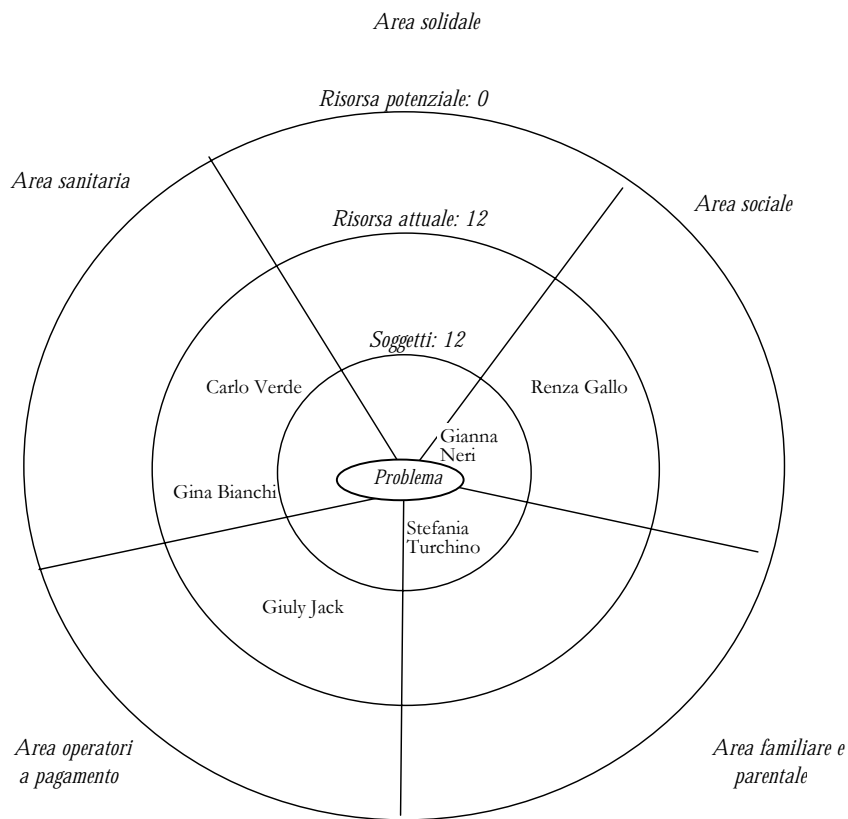 Area solidale
Risorsa potenziale: 0
Area sanitaria
Area sociale
Risorsa attuale: 12
Soggetti: 12
Carlo Verde
Renza Gallo
Gianna
Neri
Problema
Gina Bianchi
Stefania
Turchino
Giuly Jack
Area operatori
a pagamento
Area familiare e
parentale